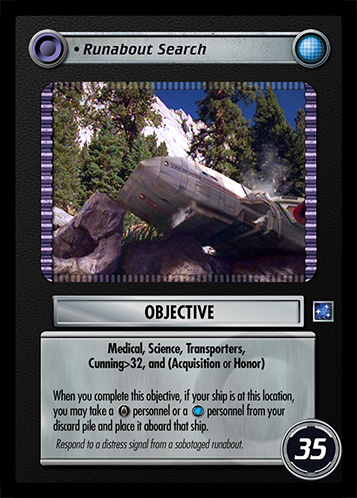 • Runabout Search
OBJECTIVE
Medical, Science, Transporters,
Cunning>32, and (Acquisition or Honor)
When you complete this objective, if your ship is at this location,
you may take a personnel or a personnel from your
discard pile and place it aboard that ship.
Respond to a distress signal from a sabotaged runabout.
35